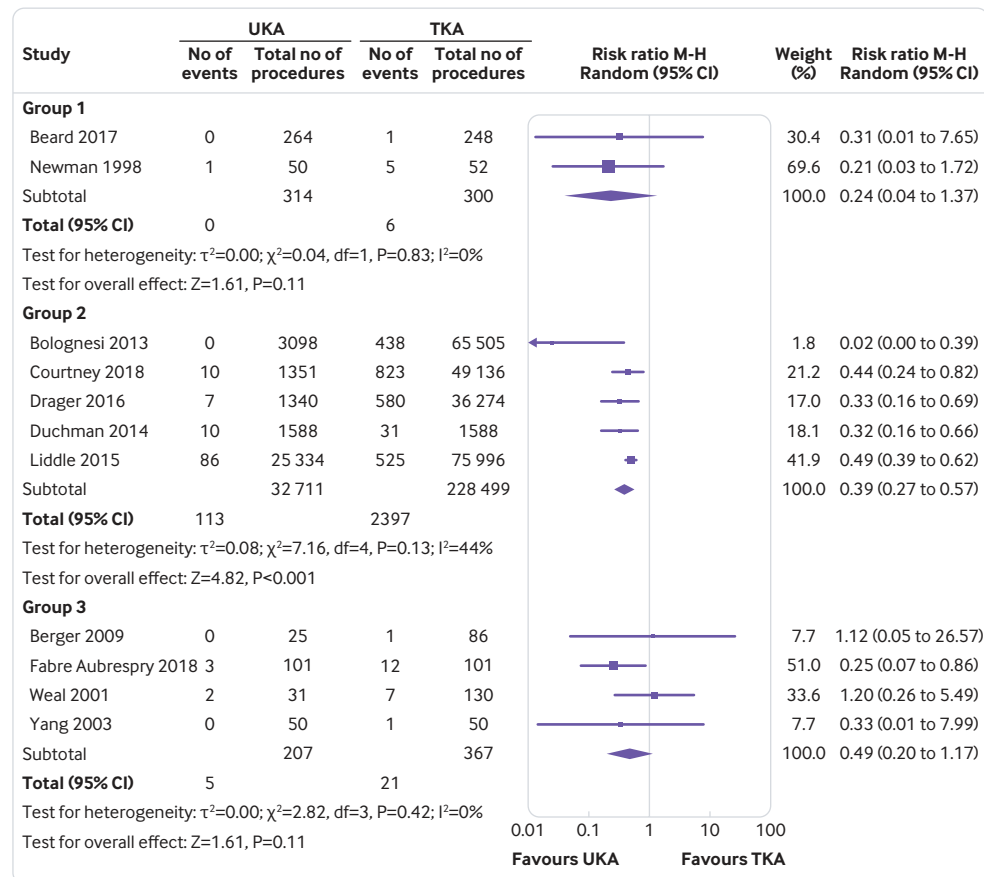 UKA TKA
Study No of events Total no of procedures No of events Total no of procedures Risk ratio M-H Random (95% CI) Weight (%) Risk ratio M-H Random (95% CI)
Group 1
Beard 2017 0 264 1 248 30.4 0.31 (0.01 to 7.65)
Newman 1998 1 50 5 52 69.6 0.21 (0.03 to 1.72)
Subtotal 314 300 100.0 0.24 (0.04 to 1.37)
Total (95% CI) 0 6
Test for heterogeneity: τ²=0.00; χ²=0.04, df=1, P=0.83; I²=0%
Test for overall effect: Z=1.61, P=0.11
Group 2
Bolognesi 2013 0 3098 438 65 505 1.8 0.02 (0.00 to 0.39)
Courtney 2018 10 1351 823 49 136 21.2 0.44 (0.24 to 0.82)
Drager 2016 7 1340 580 36 274 17.0 0.33 (0.16 to 0.69)
Duchman 2014 10 1588 31 1588 18.1 0.32 (0.16 to 0.66)
Liddle 2015 86 25 334 525 75 996 41.9 0.49 (0.39 to 0.62)
Subtotal 32 711 228 499 100.0 0.39 (0.27 to 0.57)
Total (95% CI) 113 2397
Test for heterogeneity: τ²=0.08; χ²=7.16, df=4, P=0.13; I²=44%
Test for overall effect: Z=4.82, P<0.001
Group 3
Berger 2009 0 25 1 86 7.7 1.12 (0.05 to 26.57)
Fabre Aubrespry 2018 3 101 12 101 51.0 0.25 (0.07 to 0.86)
Weal 2001 2 31 7 130 33.6 1.20 (0.26 to 5.49)
Yang 2003 0 50 1 50 7.7 0.33 (0.01 to 7.99)
Subtotal 207 367 100.0 0.49 (0.20 to 1.17)
Total (95% CI) 5 21
Test for heterogeneity: τ²=0.00; χ²=2.82, df=3, P=0.42; I²=0%
Test for overall effect: Z=1.61, P=0.11
0.01 0.1 1 10 100
Favours UKA Favours TKA